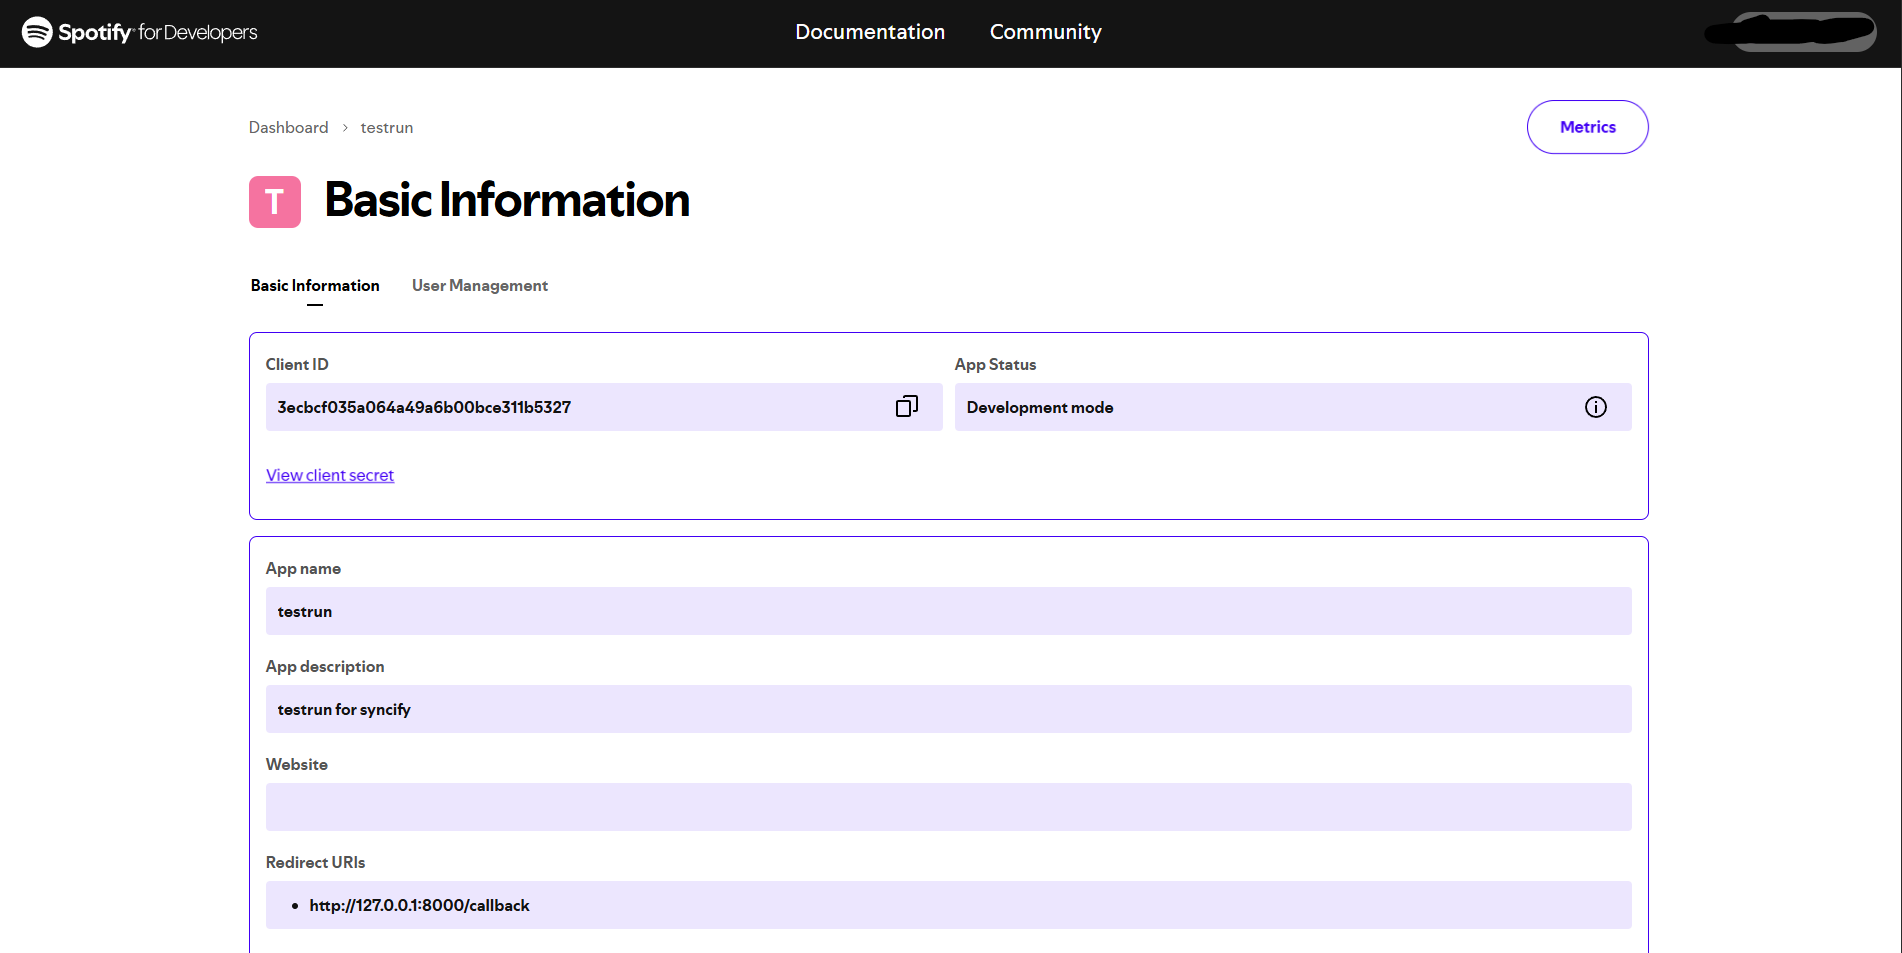 Spotify for Developers
Documentation
Community
Dashboard > testrun
Metrics
T
Basic Information
Basic Information
User Management
Client ID
App Status
3ecbcf035a064a49a6b00bce311b5327
Development mode
View client secret
App name
testrun
App description
testrun for syncify
Website
Redirect URIs
• http://127.0.0.1:8000/callback